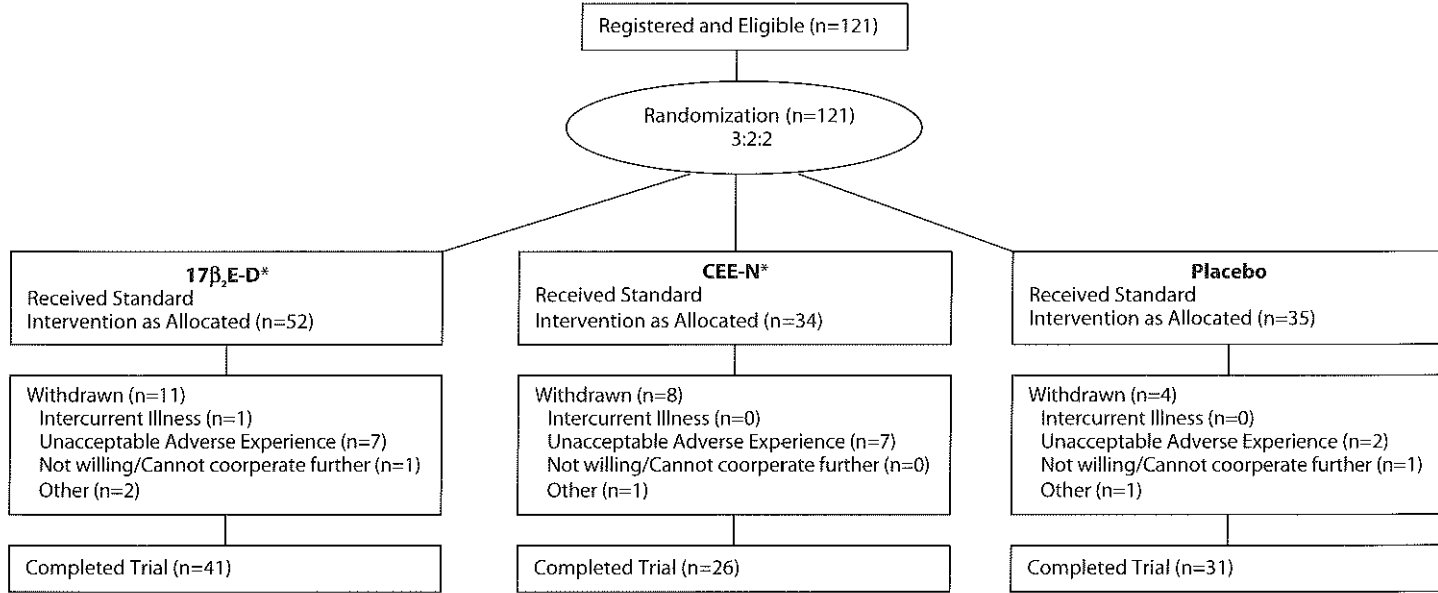 Registered and Eligible (n=121)
Randomization (n=121)
3:2:2
17β₂E-D*
Received Standard
Intervention as Allocated (n=52)
CEE-N*
Received Standard
Intervention as Allocated (n=34)
Placebo
Received Standard
Intervention as Allocated (n=35)
Withdrawn (n=11)
Intercurrent Illness (n=1)
Unacceptable Adverse Experience (n=7)
Not willing/Cannot coorperate further (n=1)
Other (n=2)
Withdrawn (n=8)
Intercurrent Illness (n=0)
Unacceptable Adverse Experience (n=7)
Not willing/Cannot coorperate further (n=0)
Other (n=1)
Withdrawn (n=4)
Intercurrent Illness (n=0)
Unacceptable Adverse Experience (n=2)
Not willing/Cannot coorperate further (n=1)
Other (n=1)
Completed Trial (n=41)
Completed Trial (n=26)
Completed Trial (n=31)